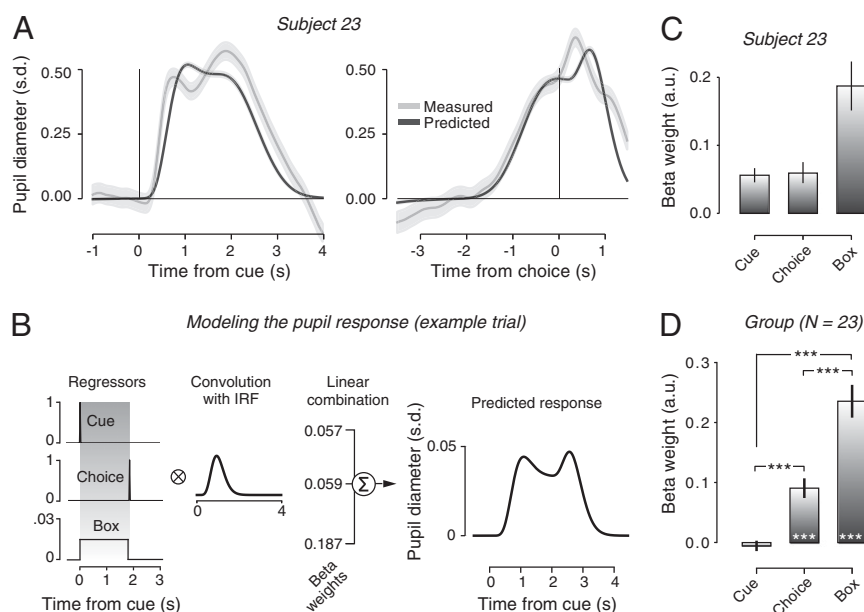 A
Subject 23
Pupil diameter (s.d.)
0.50
0.25
0.00
-1 0 1 2 3 4
Time from cue (s)
Pupil diameter (s.d.)
0.50
0.25
0.00
Measured
Predicted
-3 -2 -1 0 1
Time from choice (s)
B
Modeling the pupil response (example trial)
Regressors
1
0
Cue
1
0
Choice
.03
0
Box
0 1 2 3
Time from cue (s)
⊗
Convolution
with IRF
0 4
Linear
combination
0.057
0.059
0.187
Σ
Beta
weights
Predicted response
Pupil diameter (s.d.)
0.05
0
0 1 2 3 4
Time from cue (s)
C
Subject 23
Beta weight (a.u.)
0.2
0.1
0.0
Cue
Choice
Box
D
Group (N = 23)
Beta weight (a.u.)
0.3
0.2
0.1
0.0
***
***
***
***
***
Cue
Choice
Box